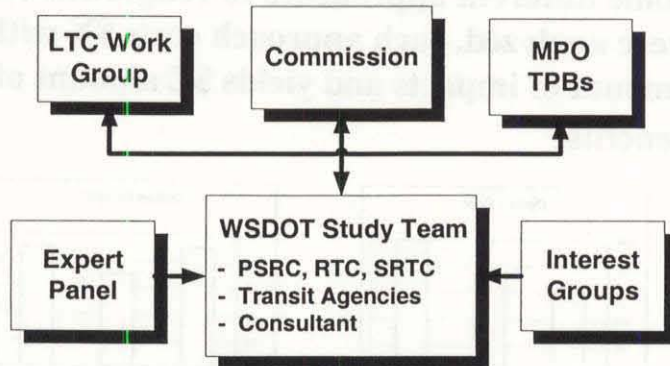 LTC Work
Group
Commission
MPO
TPBs
Expert
Panel
WSDOT Study Team
- PSRC, RTC, SRTC
- Transit Agencies
- Consultant
Interest
Groups